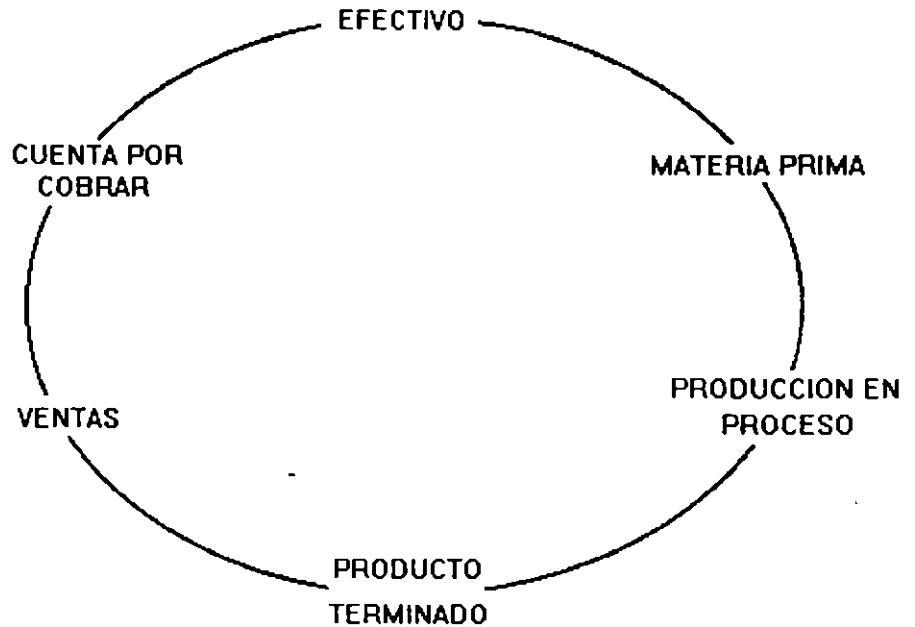 EFECTIVO
CUENTA POR
COBRAR
MATERIA PRIMA
PRODUCCION EN
PROCESO
VENTAS
PRODUCTO
TERMINADO